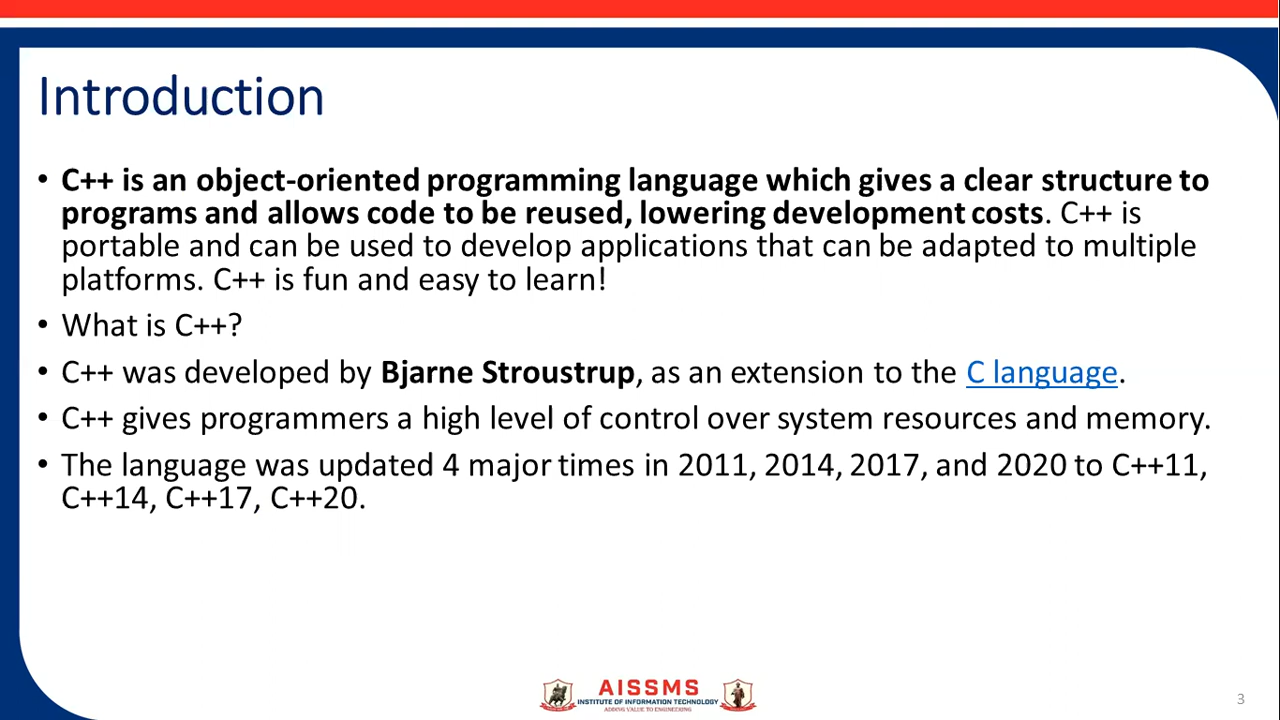 Introduction
• C++ is an object-oriented programming language which gives a clear structure to
programs and allows code to be reused, lowering development costs. C++ is
portable and can be used to develop applications that can be adapted to multiple
platforms. C++ is fun and easy to learn!
• What is C++?
• C++ was developed by Bjarne Stroustrup, as an extension to the C language.
• C++ gives programmers a high level of control over system resources and memory.
• The language was updated 4 major times in 2011, 2014, 2017, and 2020 to C++11,
C++14, C++17, C++20.
AISSMS
INSTITUTE OF INFORMATION TECHNOLOGY
ADDING VALUE TO ENGINEERING
3